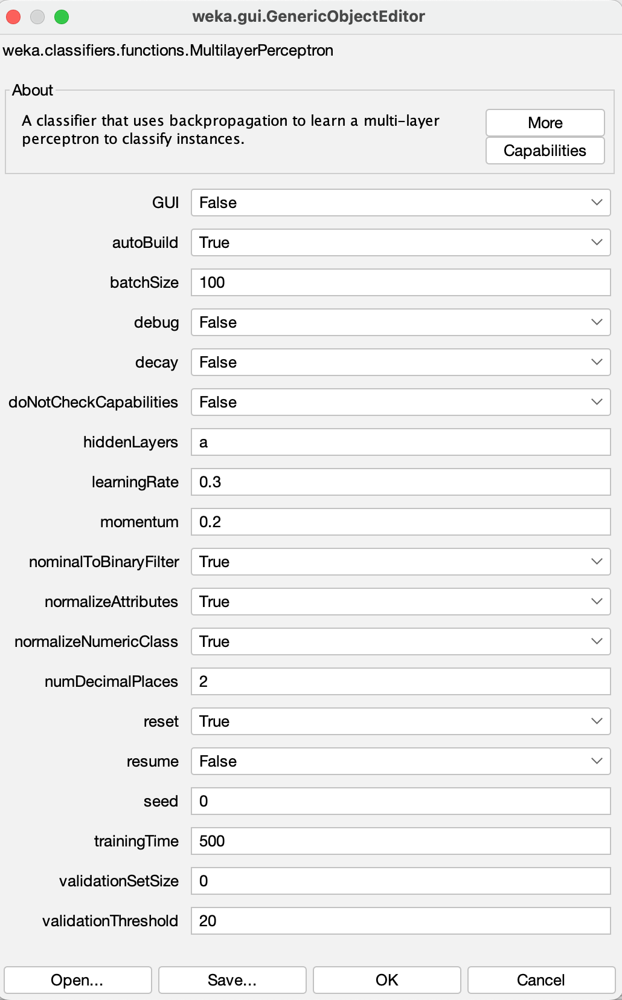 weka.gui.GenericObjectEditor
weka.classifiers.functions.MultilayerPerceptron
About
A classifier that uses backpropagation to learn a multi-layer
perceptron to classify instances.
More
Capabilities
GUI False
autoBuild True
batchSize 100
debug False
decay False
doNotCheckCapabilities False
hiddenLayers a
learningRate 0.3
momentum 0.2
nominalToBinaryFilter True
normalizeAttributes True
normalizeNumericClass True
numDecimalPlaces 2
reset True
resume False
seed 0
trainingTime 500
validationSetSize 0
validationThreshold 20
Open... Save... OK Cancel